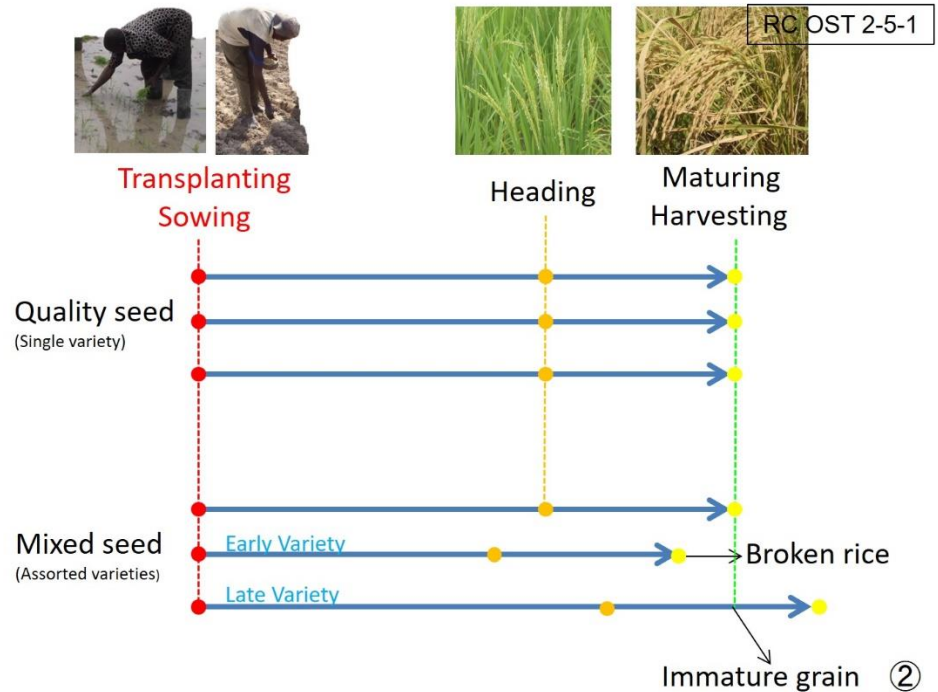 RC OST 2-5-1
Transplanting
Sowing
Heading
Maturing
Harvesting
Quality seed
(Single variety)
Mixed seed
(Assorted varieties)
Early Variety
Broken rice
Late Variety
Immature grain ②